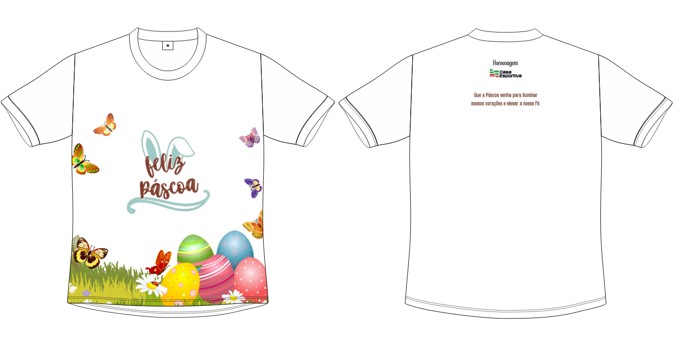 feliz
páscoa
Homenagem
Casa
Esportiva
Que a Páscoa venha para iluminar
nossos corações e elevar a nossa fé.